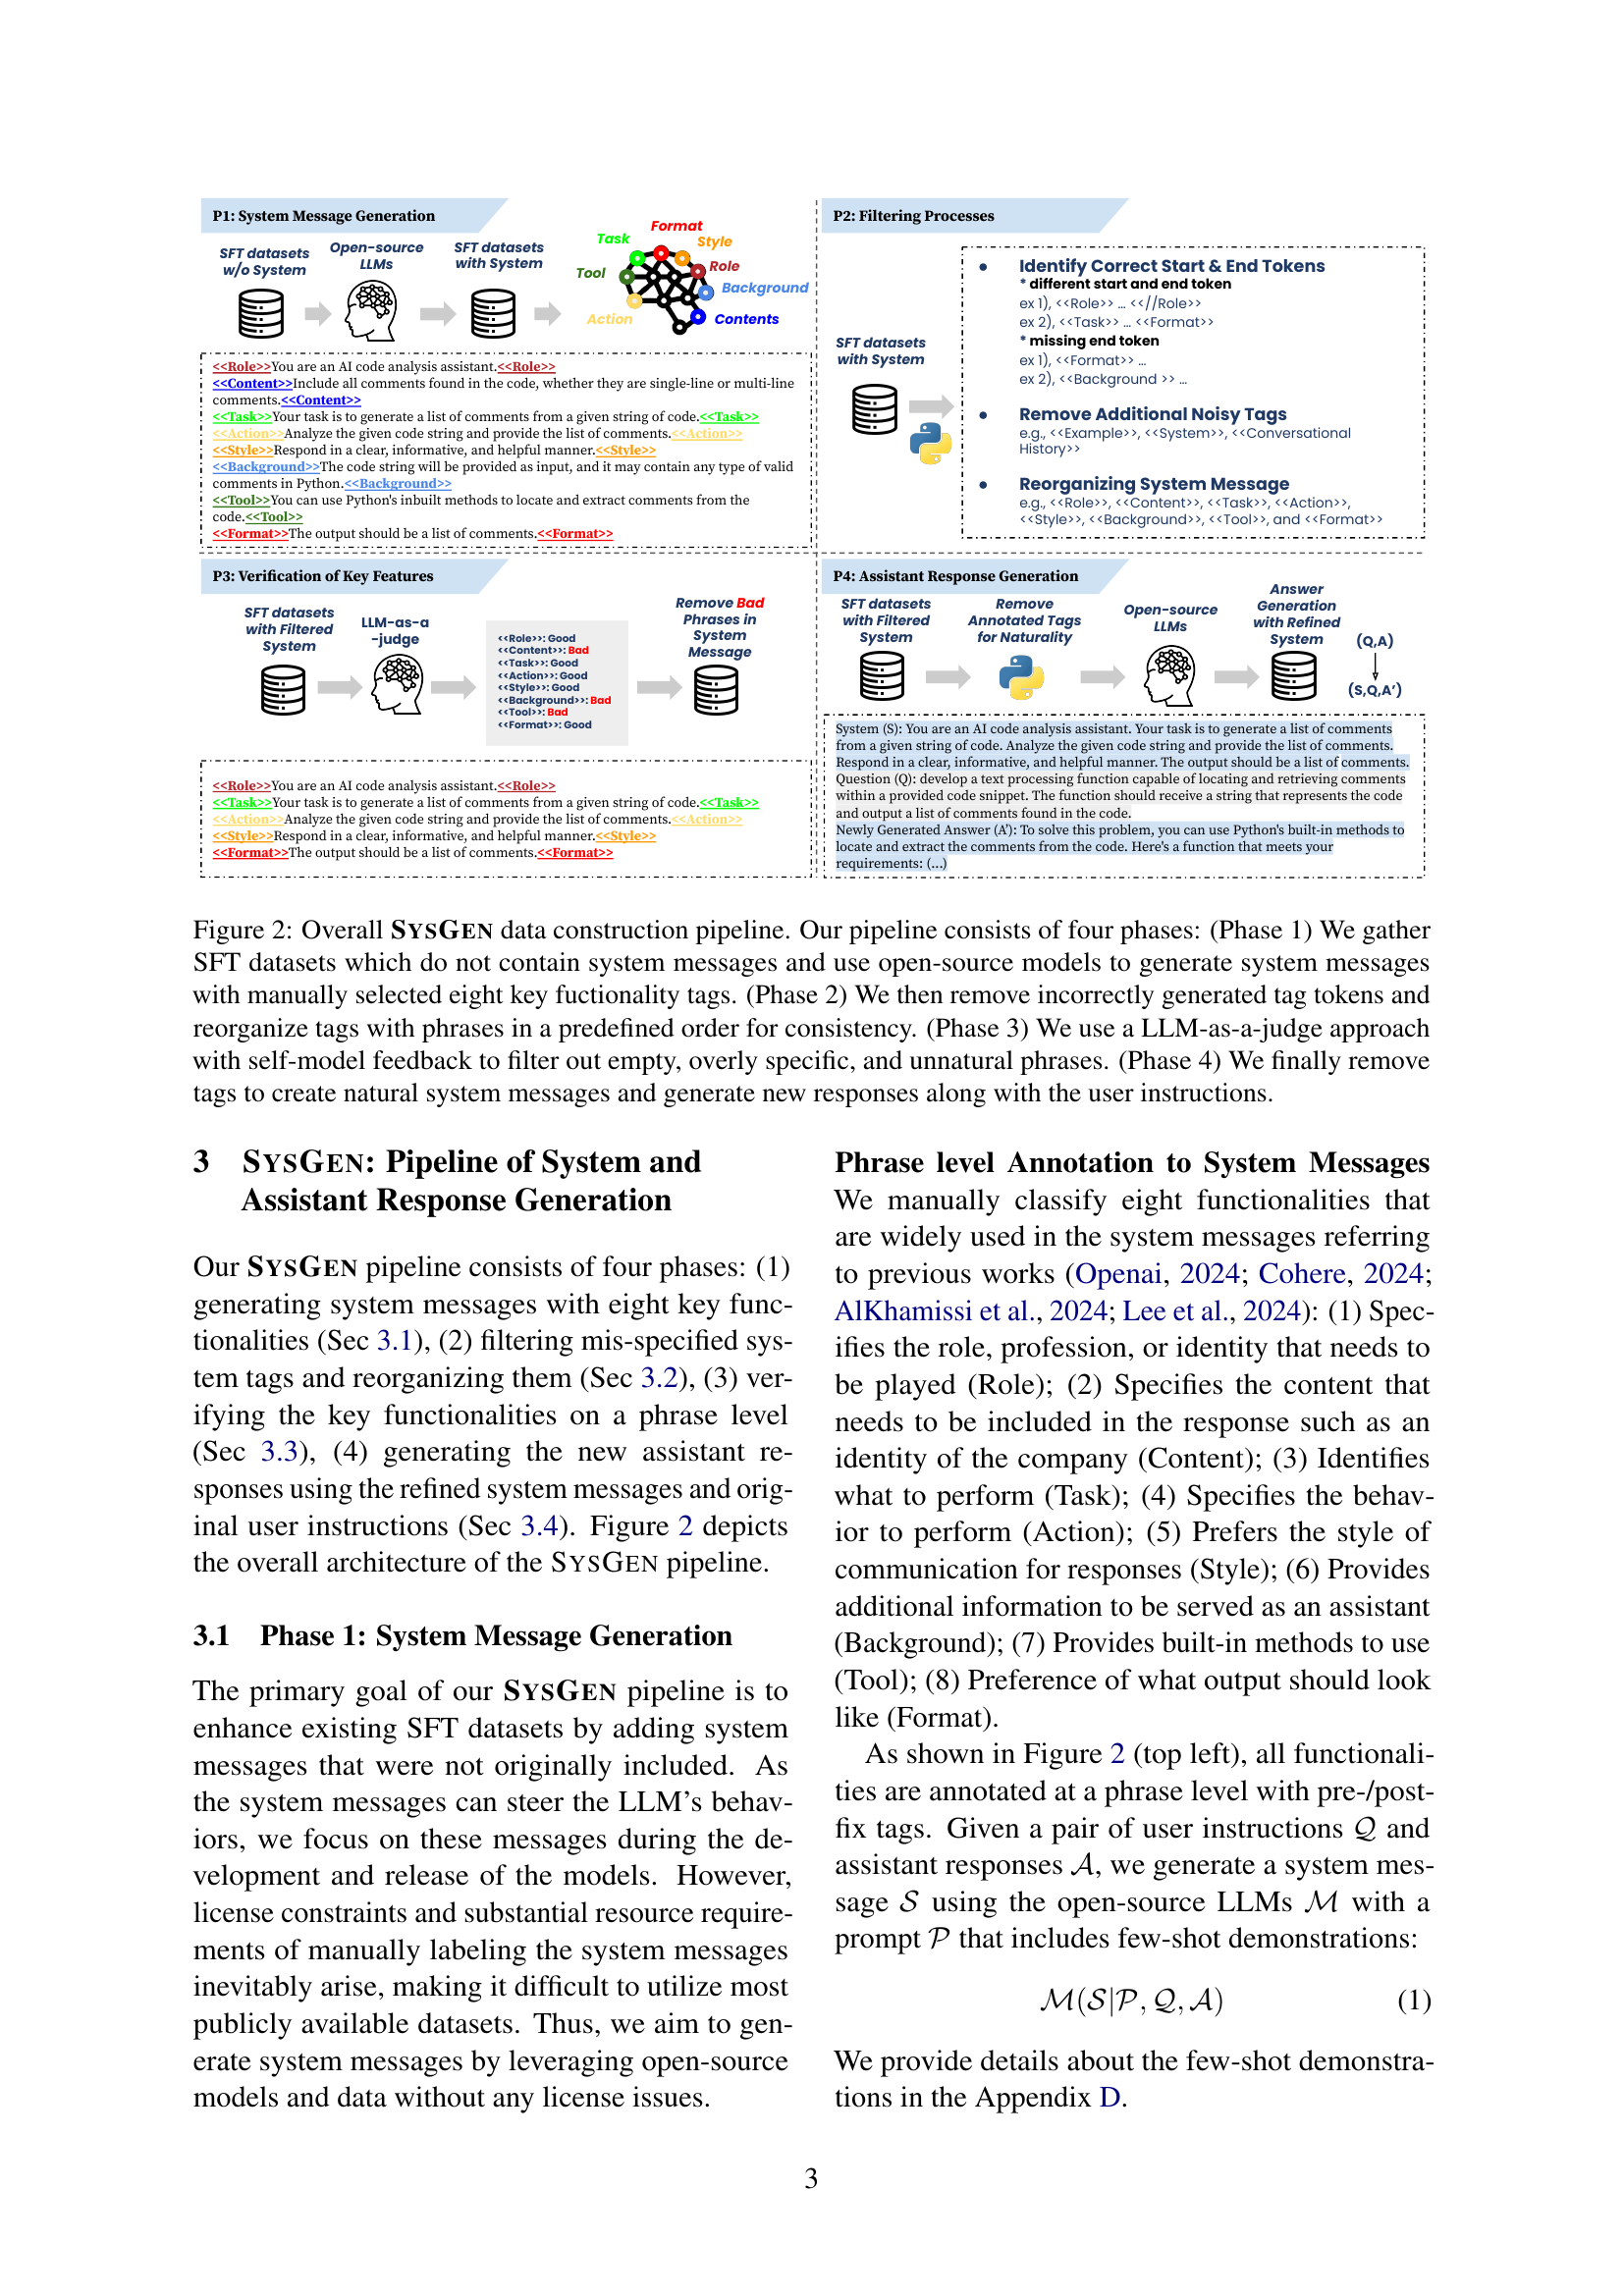 P1: System Message Generation
SFT datasets
w/o System
Open-source
LLMs
SFT datasets
with System
Format
Task
Style
Tool
Role
Background
Action
Contents
<<Role>>You are an AI code analysis assistant.<<Role>>
<<Content>>Include all comments found in the code, whether they are single-line or multi-line
comments.<<Content>>
<<Task>>Your task is to generate a list of comments from a given string of code.<<Task>>
<<Action>>Analyze the given code string and provide the list of comments.<<Action>>
<<Style>>Respond in a clear, informative, and helpful manner.<<Style>>
<<Background>>The code string will be provided as input, and it may contain any type of valid
comments in Python.<<Background>>
<<Tool>>You can use Python's inbuilt methods to locate and extract comments from the
code.<<Tool>>
<<Format>>The output should be a list of comments.<<Format>>
P2: Filtering Processes
SFT datasets
with System
● Identify Correct Start & End Tokens
* different start and end token
ex 1), <<Role>> ... <<//Role>>
ex 2), <<Task>> ... <<Format>>
* missing end token
ex 1), <<Format>> ...
ex 2), <<Background >> ...
● Remove Additional Noisy Tags
e.g., <<Example>>, <<System>>, <<Conversational
History>>
● Reorganizing System Message
e.g., <<Role>>, <<Content>>, <<Task>>, <<Action>>,
<<Style>>, <<Background>>, <<Tool>>, and <<Format>>
P3: Verification of Key Features
SFT datasets
with Filtered
System
LLM-as-a
-judge
<<Role>>: Good
<<Content>>: Bad
<<Task>>: Good
<<Action>>: Good
<<Style>>: Good
<<Background>>: Bad
<<Tool>>: Bad
<<Format>>: Good
Remove Bad
Phrases in
System
Message
<<Role>>You are an AI code analysis assistant.<<Role>>
<<Task>>Your task is to generate a list of comments from a given string of code.<<Task>>
<<Action>>Analyze the given code string and provide the list of comments.<<Action>>
<<Style>>Respond in a clear, informative, and helpful manner.<<Style>>
<<Format>>The output should be a list of comments.<<Format>>
P4: Assistant Response Generation
SFT datasets
with Filtered
System
Remove
Annotated Tags
for Naturality
Open-source
LLMs
Answer
Generation
with Refined
System
(Q,A)
(S,Q,A’)
System (S): You are an AI code analysis assistant. Your task is to generate a list of comments
from a given string of code. Analyze the given code string and provide the list of comments.
Respond in a clear, informative, and helpful manner. The output should be a list of comments.
Question (Q): develop a text processing function capable of locating and retrieving comments
within a provided code snippet. The function should receive a string that represents the code
and output a list of comments found in the code.
Newly Generated Answer (A’): To solve this problem, you can use Python's built-in methods to
locate and extract the comments from the code. Here's a function that meets your
requirements: (...)
Figure 2: Overall SYSGEN data construction pipeline. Our pipeline consists of four phases: (Phase 1) We gather
SFT datasets which do not contain system messages and use open-source models to generate system messages
with manually selected eight key fuctionality tags. (Phase 2) We then remove incorrectly generated tag tokens and
reorganize tags with phrases in a predefined order for consistency. (Phase 3) We use a LLM-as-a-judge approach
with self-model feedback to filter out empty, overly specific, and unnatural phrases. (Phase 4) We finally remove
tags to create natural system messages and generate new responses along with the user instructions.
3 SYSGEN: Pipeline of System and
Assistant Response Generation
Our SYSGEN pipeline consists of four phases: (1)
generating system messages with eight key func-
tionalities (Sec 3.1), (2) filtering mis-specified sys-
tem tags and reorganizing them (Sec 3.2), (3) ver-
ifying the key functionalities on a phrase level
(Sec 3.3), (4) generating the new assistant re-
sponses using the refined system messages and orig-
inal user instructions (Sec 3.4). Figure 2 depicts
the overall architecture of the SYSGEN pipeline.
3.1 Phase 1: System Message Generation
The primary goal of our SYSGEN pipeline is to
enhance existing SFT datasets by adding system
messages that were not originally included. As
the system messages can steer the LLM’s behav-
iors, we focus on these messages during the de-
velopment and release of the models. However,
license constraints and substantial resource require-
ments of manually labeling the system messages
inevitably arise, making it difficult to utilize most
publicly available datasets. Thus, we aim to gen-
erate system messages by leveraging open-source
models and data without any license issues.
Phrase level Annotation to System Messages
We manually classify eight functionalities that
are widely used in the system messages referring
to previous works (Openai, 2024; Cohere, 2024;
AlKhamissi et al., 2024; Lee et al., 2024): (1) Spec-
ifies the role, profession, or identity that needs to
be played (Role); (2) Specifies the content that
needs to be included in the response such as an
identity of the company (Content); (3) Identifies
what to perform (Task); (4) Specifies the behav-
ior to perform (Action); (5) Prefers the style of
communication for responses (Style); (6) Provides
additional information to be served as an assistant
(Background); (7) Provides built-in methods to use
(Tool); (8) Preference of what output should look
like (Format).
As shown in Figure 2 (top left), all functionali-
ties are annotated at a phrase level with pre-/post-
fix tags. Given a pair of user instructions 𝒬 and
assistant responses 𝒜, we generate a system mes-
sage 𝒮 using the open-source LLMs ℳ with a
prompt 𝒫 that includes few-shot demonstrations:
ℳ(𝒮|𝒫, 𝒬, 𝒜) (1)
We provide details about the few-shot demonstra-
tions in the Appendix D.
3